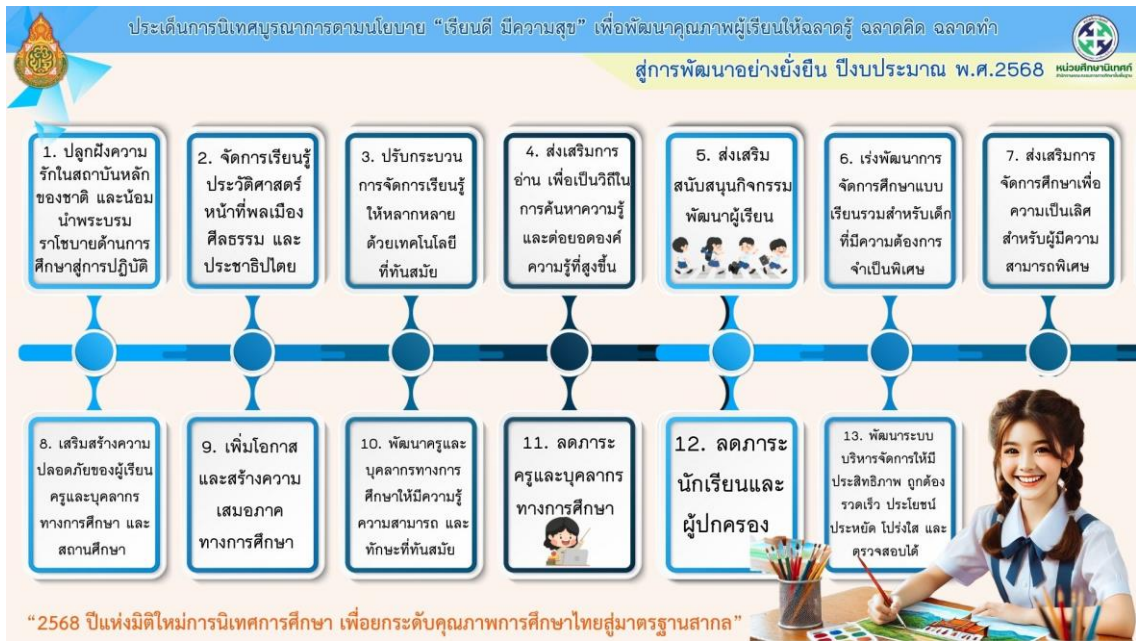 ประเด็นการนิเทศบูรณาการตามนโยบาย “เรียนดี มีความสุข” เพื่อพัฒนาคุณภาพผู้เรียนให้ฉลาดรู้ ฉลาดคิด ฉลาดทำ
สู่การพัฒนาอย่างยั่งยืน ปีงบประมาณ พ.ศ.2568
หน่วยศึกษานิเทศก์
สำนักงานคณะกรรมการการศึกษาขั้นพื้นฐาน
1. ปลูกฝังความ
รักในสถาบันหลัก
ของชาติ และน้อม
นำพระบรม
ราโชบายด้านการ
ศึกษาสู่การปฏิบัติ
2. จัดการเรียนรู้
ประวัติศาสตร์
หน้าที่พลเมือง
ศีลธรรม และ
ประชาธิปไตย
3. ปรับกระบวน
การจัดการเรียนรู้
ให้หลากหลาย
ด้วยเทคโนโลยี
ที่ทันสมัย
4. ส่งเสริมการ
อ่าน เพื่อเป็นวิถีใน
การค้นหาความรู้
และต่อยอดองค์
ความรู้ที่สูงขึ้น
5. ส่งเสริม
สนับสนุนกิจกรรม
พัฒนาผู้เรียน
6. เร่งพัฒนาการ
จัดการศึกษาแบบ
เรียนรวมสำหรับเด็ก
ที่มีความต้องการ
จำเป็นพิเศษ
7. ส่งเสริมการ
จัดการศึกษาเพื่อ
ความเป็นเลิศ
สำหรับผู้มีความ
สามารถพิเศษ
8. เสริมสร้างความ
ปลอดภัยของผู้เรียน
ครูและบุคลากร
ทางการศึกษา และ
สถานศึกษา
9. เพิ่มโอกาส
และสร้างความ
เสมอภาค
ทางการศึกษา
10. พัฒนาครูและ
บุคลากรทางการ
ศึกษาให้มีความรู้
ความสามารถ และ
ทักษะที่ทันสมัย
11. ลดภาระ
ครูและบุคลากร
ทางการศึกษา
12. ลดภาระ
นักเรียนและ
ผู้ปกครอง
13. พัฒนาระบบ
บริหารจัดการให้มี
ประสิทธิภาพ ถูกต้อง
รวดเร็ว ประโยชน์
ประหยัด โปร่งใส และ
ตรวจสอบได้
“2568 ปีแห่งมิติใหม่การนิเทศการศึกษา เพื่อยกระดับคุณภาพการศึกษาไทยสู่มาตรฐานสากล”